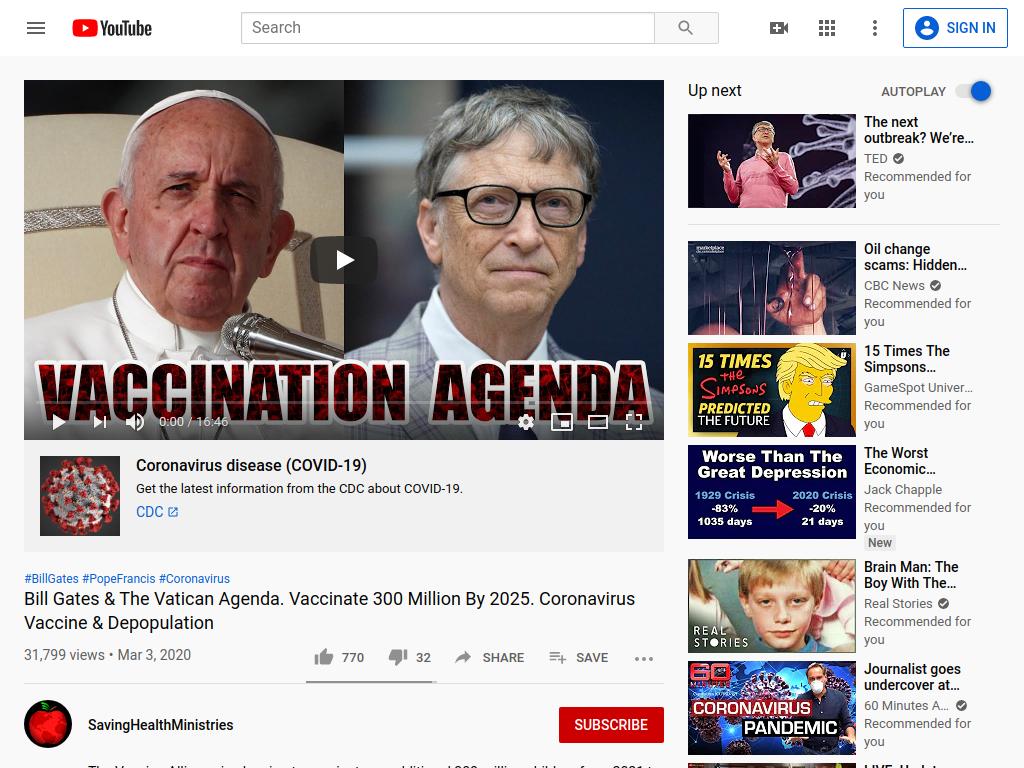 YouTube
Search
SIGN IN
VACCINATION AGENDA
0:00 / 16:46
Coronavirus disease (COVID-19)
Get the latest information from the CDC about COVID-19.
CDC
#BillGates #PopeFrancis #Coronavirus
Bill Gates & The Vatican Agenda. Vaccinate 300 Million By 2025. Coronavirus
Vaccine & Depopulation
31,799 views • Mar 3, 2020
770
32
SHARE
SAVE
SavingHealthMinistries
SUBSCRIBE
Up next
AUTOPLAY
The next
outbreak? We're…
TED
Recommended for
you
marketplace
Oil change
scams: Hidden…
CBC News
Recommended for
you
15 TIMES
THE
SIMPSONS
PREDICTED
THE FUTURE
15 Times The
Simpsons…
GameSpot Univer…
Recommended for
you
Worse Than The
Great Depression
1929 Crisis
-83%
1035 days
2020 Crisis
-20%
21 days
The Worst
Economic…
Jack Chapple
Recommended for
you
New
REAL
STORIES
Brain Man: The
Boy With The…
Real Stories
Recommended for
you
60
CORONAVIRUS
PANDEMIC
Journalist goes
undercover at…
60 Minutes A…
Recommended for
you